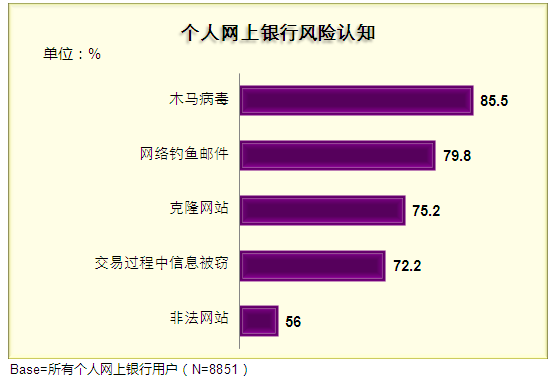 个人网上银行风险认知
单位：%
木马病毒 85.5
网络钓鱼邮件 79.8
克隆网站 75.2
交易过程中信息被窃 72.2
非法网站 56
Base=所有个人网上银行用户（N=8851）